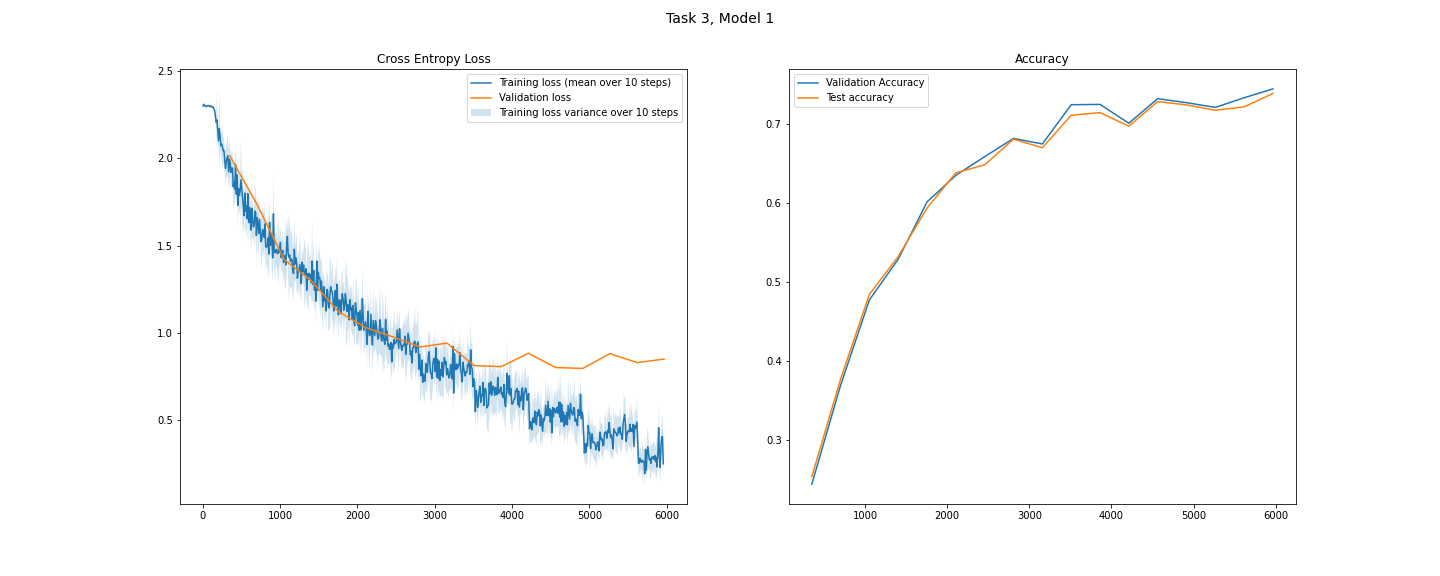 Task 3, Model 1
Cross Entropy Loss
Training loss (mean over 10 steps)
Validation loss
Training loss variance over 10 steps
2.5
2.0
1.5
1.0
0.5
0 1000 2000 3000 4000 5000 6000
Accuracy
Validation Accuracy
Test accuracy
0.7
0.6
0.5
0.4
0.3
1000 2000 3000 4000 5000 6000